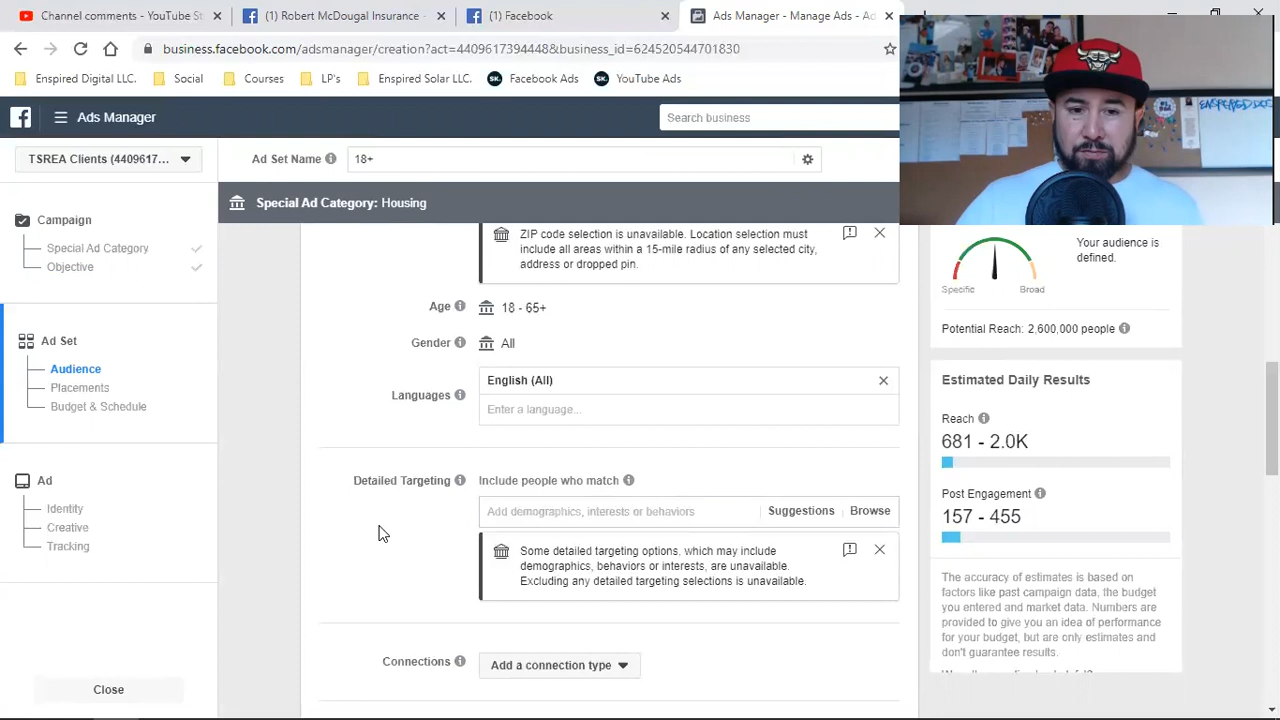 comments - YouTube S
(1) Robert McDougal Insurance
(1) Facebook
Ads Manager - Manage Ads - Ad
business.facebook.com/adsmanager/creation?act=4409617394448&business_id=624520544701830
Enspired Digital LLC.
Social
Courses
LP's
Enspired Solar LLC.
Facebook Ads
YouTube Ads
Ads Manager
Search business
TSREA Clients (4409617...
Ad Set Name
18+
Special Ad Category: Housing
Campaign
Special Ad Category
Objective
Ad Set
Audience
Placements
Budget & Schedule
Ad
Identity
Creative
Tracking
Close
ZIP code selection is unavailable. Location selection must
include all areas within a 15-mile radius of any selected city,
address or dropped pin.
Age
18 - 65+
Gender
All
Languages
English (All)
Enter a language...
Detailed Targeting
Include people who match
Add demographics, interests or behaviors
Suggestions
Browse
Some detailed targeting options, which may include
demographics, behaviors or interests, are unavailable.
Excluding any detailed targeting selections is unavailable.
Connections
Add a connection type
Your audience is
defined.
Specific
Broad
Potential Reach: 2,600,000 people
Estimated Daily Results
Reach
681 - 2.0K
Post Engagement
157 - 455
The accuracy of estimates is based on
factors like past campaign data, the budget
you entered and market data. Numbers are
provided to give you an idea of performance
for your budget, but are only estimates and
don't guarantee results.